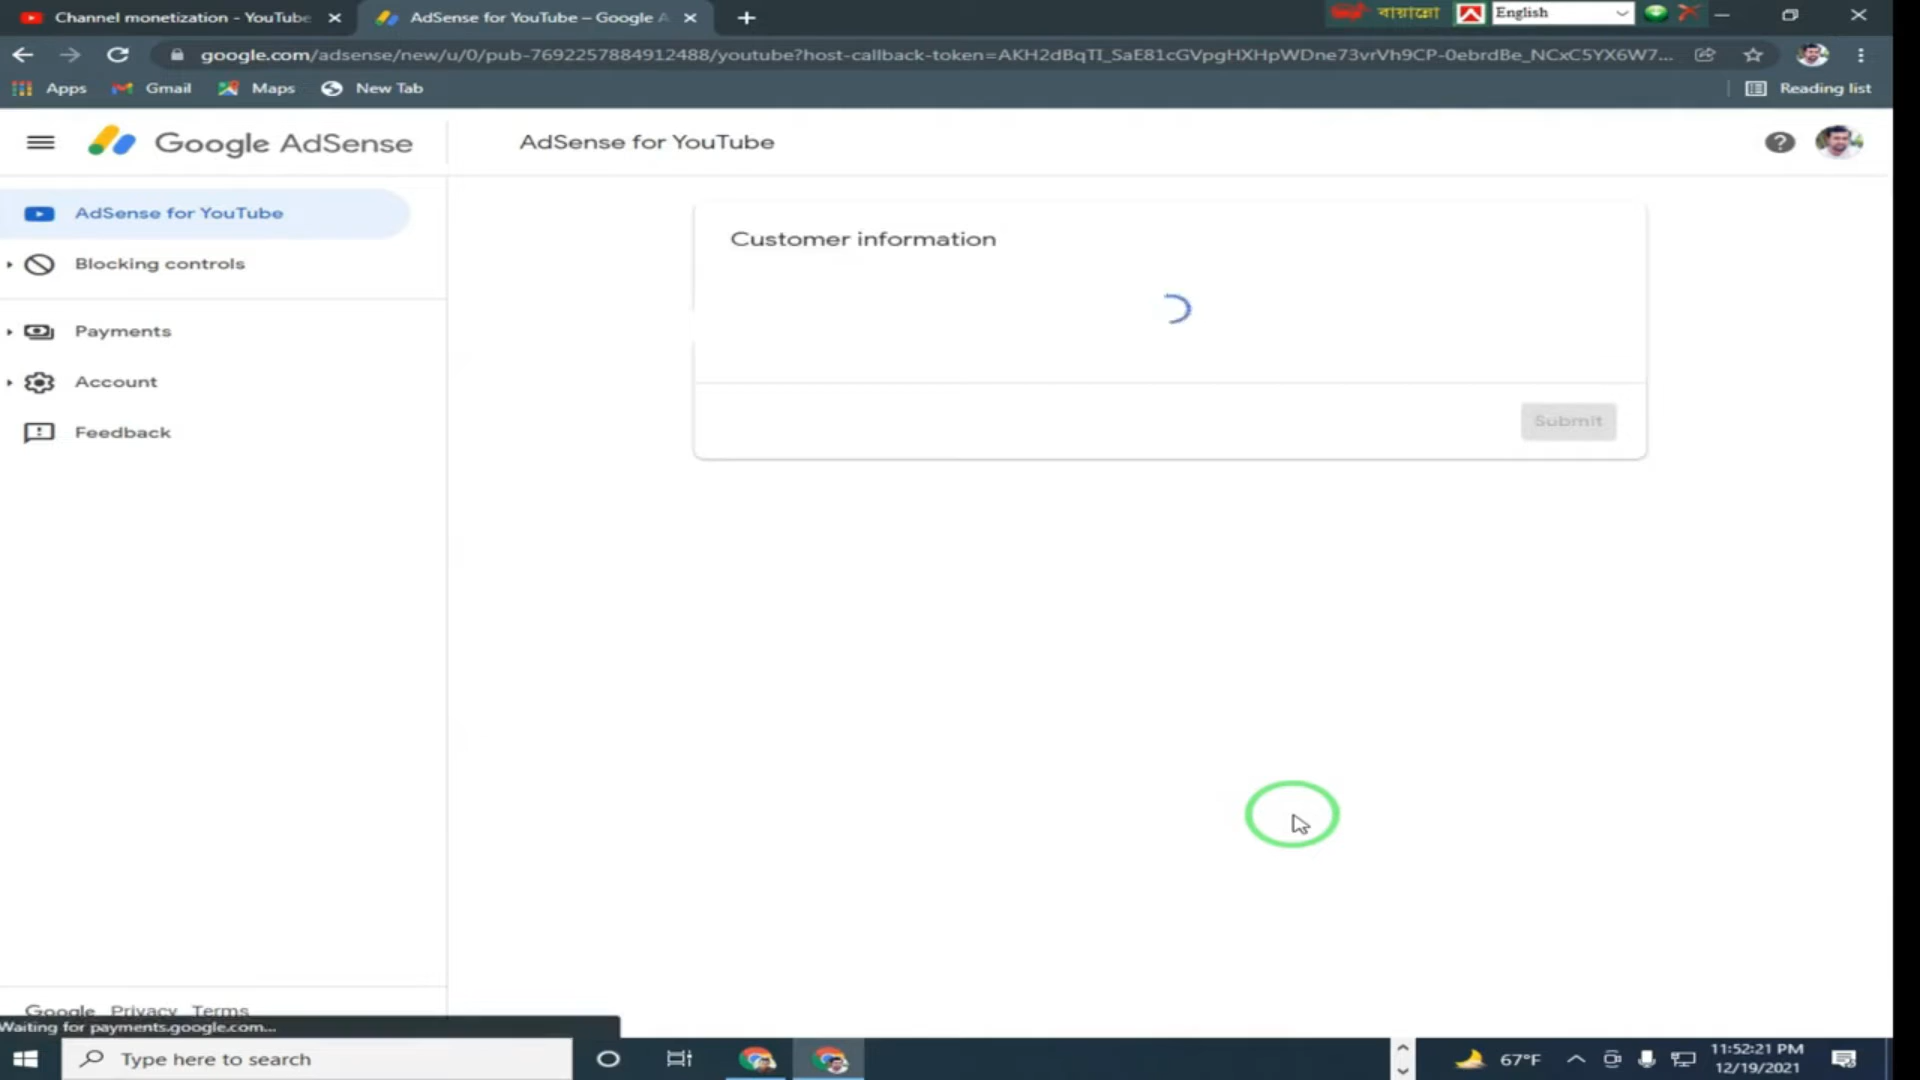 Channel monetization - YouTube
AdSense for YouTube – Google A
বায়ান্নো
English
google.com/adsense/new/u/0/pub-7692257884912488/youtube?host-callback-token=AKH2dBqTI_SaE81cGVpgHXHpWDne73vrVh9CP-0ebrdBe_NCxC5YX6W7...
Apps
Gmail
Maps
New Tab
Reading list
Google AdSense
AdSense for YouTube
AdSense for YouTube
Blocking controls
Payments
Account
Feedback
Customer information
Submit
Google Privacy Terms
Waiting for payments.google.com...
Type here to search
67°F
11:52:21 PM
12/19/2021